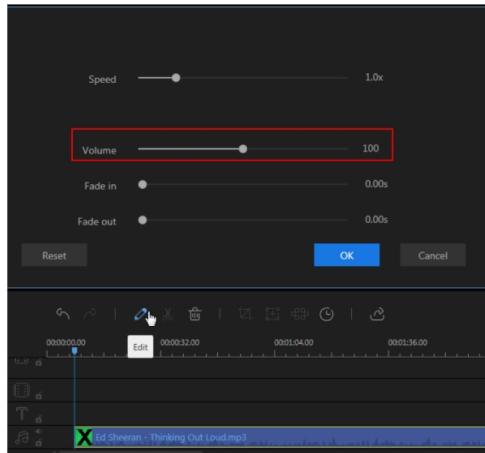 Speed 1.0x
Volume 100
Fade in 0.00s
Fade out 0.00s
Reset OK Cancel
00:00:00.00 00:00:32.00 00:01:04.00 00:01:36.00
Edit
Ed Sheeran - Thinking Out Loud.mp3